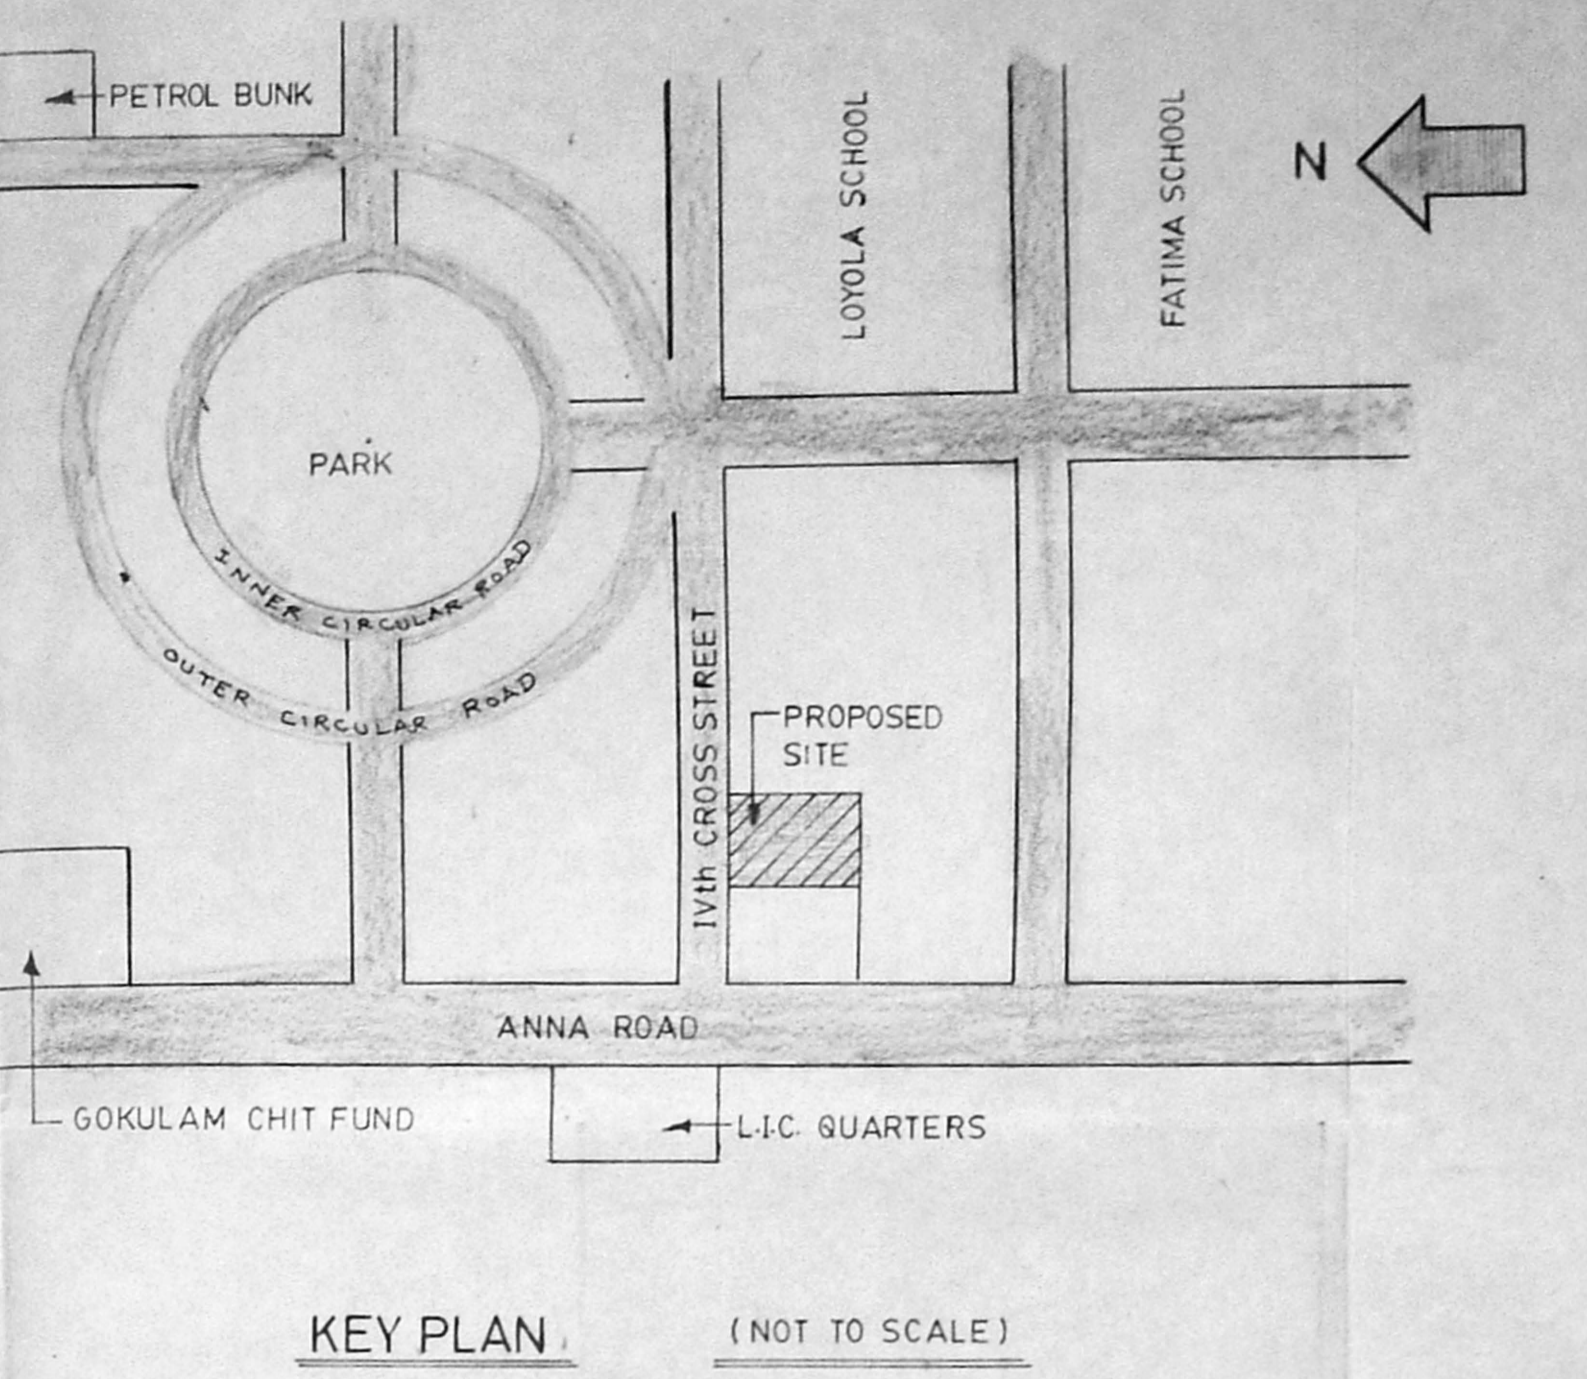 PETROL BUNK
LOYOLA SCHOOL
FATIMA SCHOOL
N
PARK
INNER CIRCULAR ROAD
OUTER CIRCULAR ROAD
IVth CROSS STREET
PROPOSED
SITE
ANNA ROAD
GOKULAM CHIT FUND
L.I.C. QUARTERS
KEY PLAN
(NOT TO SCALE)